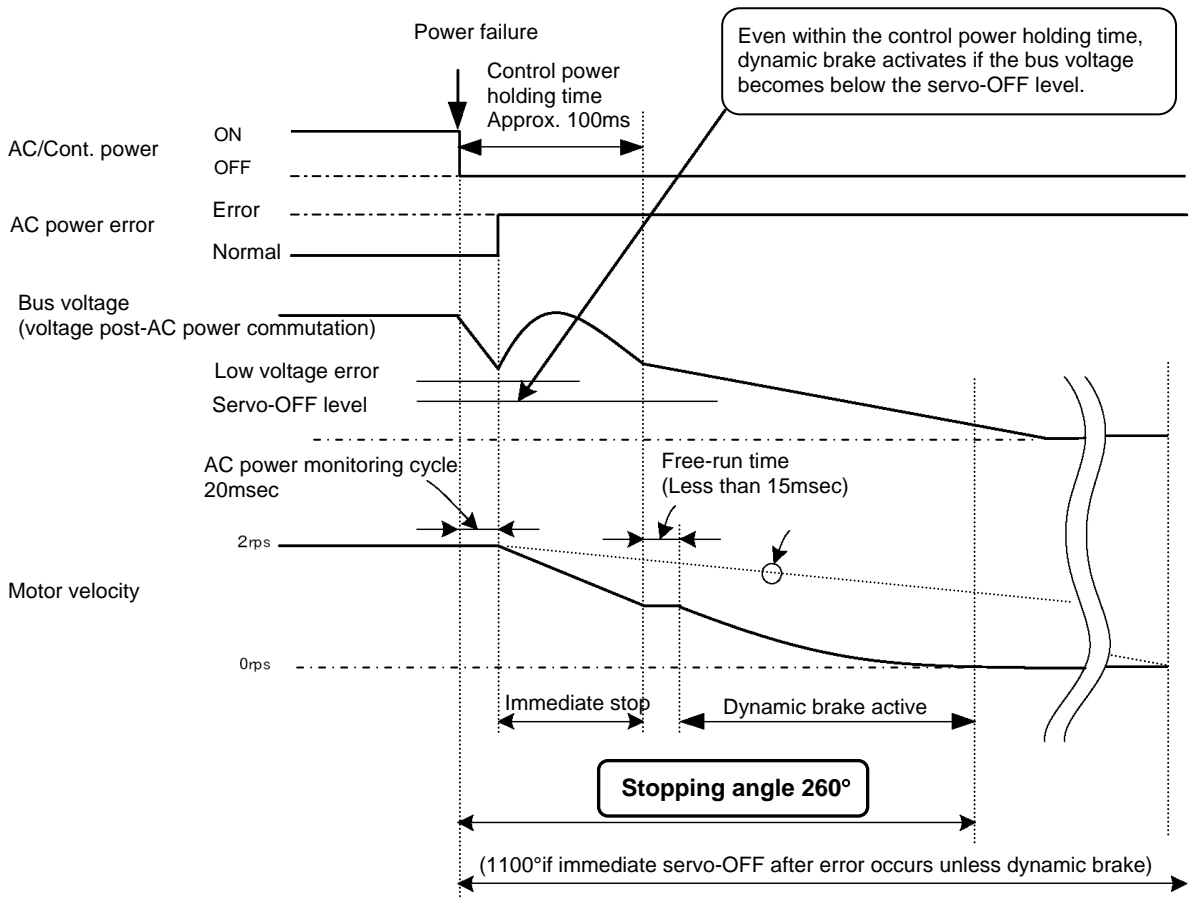 Power failure
Even within the control power holding time,
dynamic brake activates if the bus voltage
becomes below the servo-OFF level.
Control power
holding time
Approx. 100ms
AC/Cont. power
ON
OFF
AC power error
Error
Normal
Bus voltage
(voltage post-AC power commutation)
Low voltage error
Servo-OFF level
AC power monitoring cycle
20msec
Free-run time
(Less than 15msec)
2rps
Motor velocity
0rps
Immediate stop
Dynamic brake active
Stopping angle 260°
(1100°if immediate servo-OFF after error occurs unless dynamic brake)